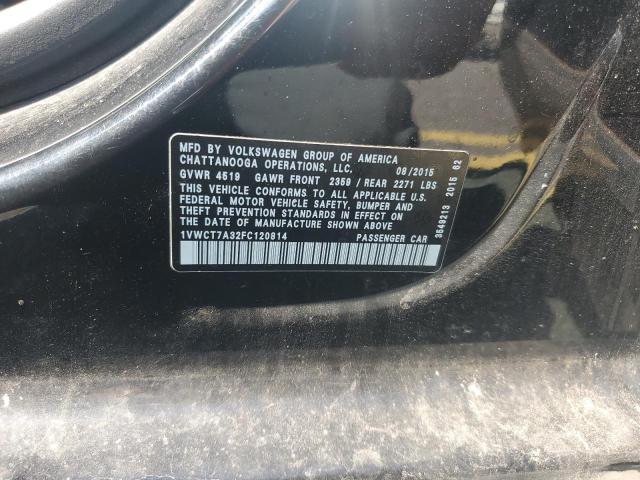 MFD BY VOLKSWAGEN GROUP OF AMERICA
CHATTANOOGA OPERATIONS, LLC. 08/2015
GVWR 4519 GAWR FRONT 2359 / REAR 2271 LBS
THIS VEHICLE CONFORMS TO ALL APPLICABLE U.S.
FEDERAL MOTOR VEHICLE SAFETY, BUMPER AND
THEFT PREVENTION STANDARDS IN EFFECT ON
THE DATE OF MANUFACTURE SHOWN ABOVE
1VWCT7A32FC120814 PASSENGER CAR
3549213 2015 62